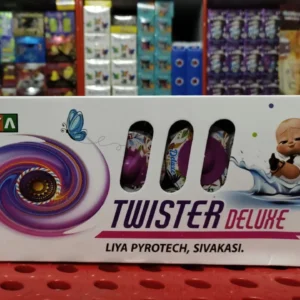 TWISTER DELUXE
LIYA PYROTECH, SIVAKASI.